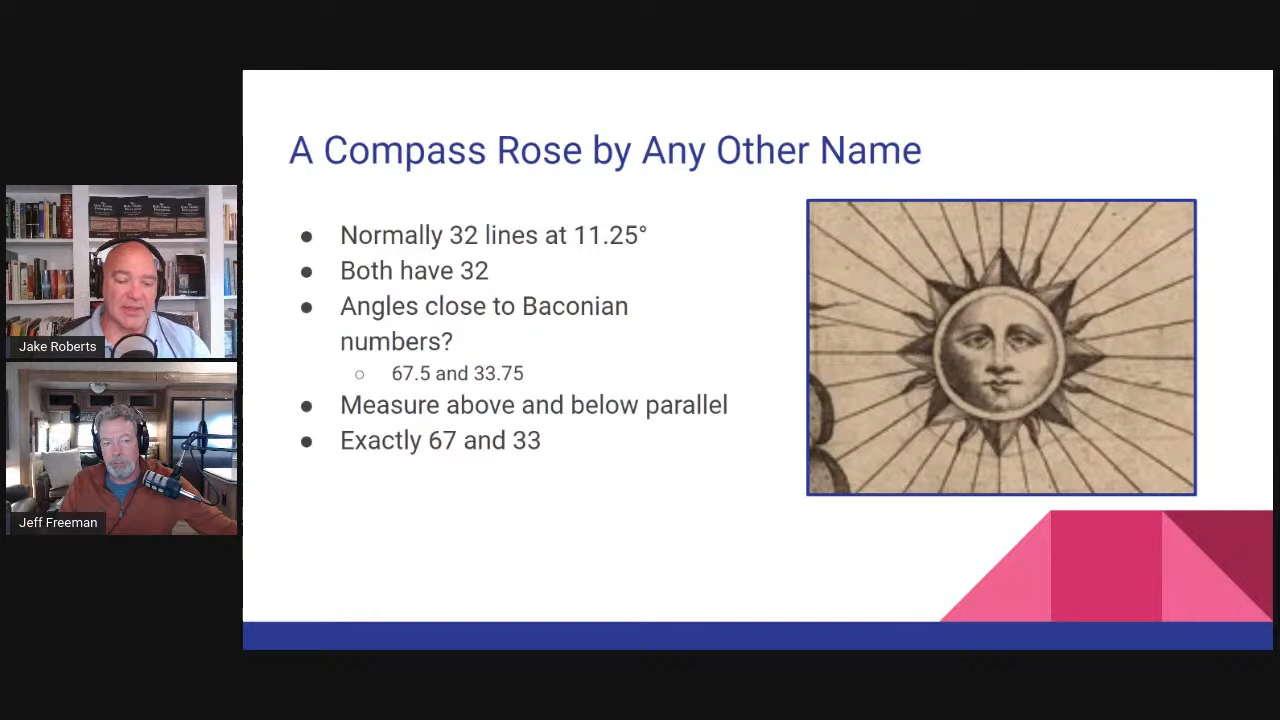 A Compass Rose by Any Other Name
● Normally 32 lines at 11.25°
● Both have 32
● Angles close to Baconian
numbers?
○ 67.5 and 33.75
● Measure above and below parallel
● Exactly 67 and 33
Jake Roberts
Jeff Freeman